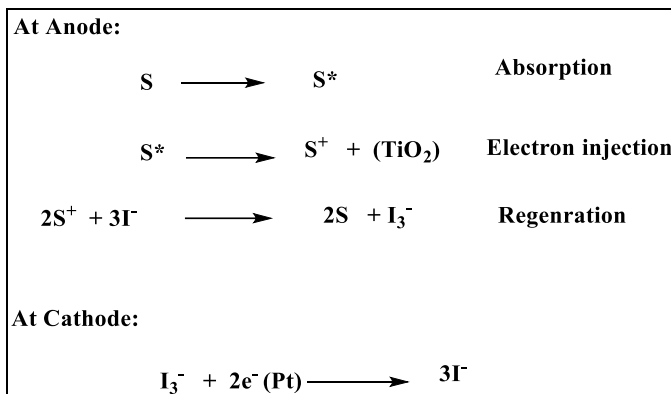 At Anode:
S ⟶ S* Absorption
S* ⟶ S⁺ + (TiO₂) Electron injection
2S⁺ + 3I⁻ ⟶ 2S + I₃⁻ Regenration
At Cathode:
I₃⁻ + 2e⁻ (Pt) ⟶ 3I⁻